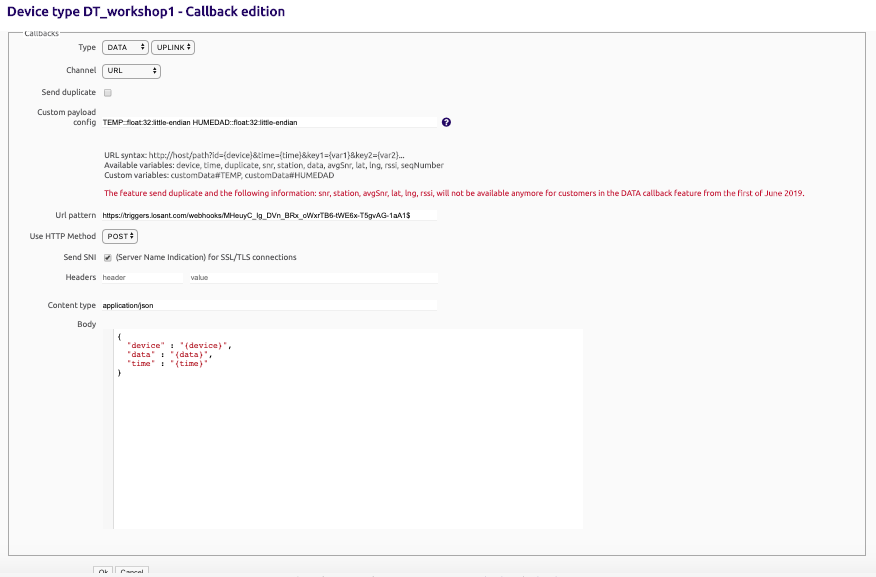 Device type DT_workshop1 - Callback edition
Callbacks
Type DATA UPLINK
Channel URL
Send duplicate
Custom payload
config TEMP::float:32:little-endian HUMEDAD::float:32:little-endian ?
URL syntax: http://host/path?id={device}&time={time}&key1={var1}&key2={var2}...
Available variables: device, time, duplicate, snr, station, data, avgSnr, lat, lng, rssi, seqNumber
Custom variables: customData#TEMP, customData#HUMEDAD
The feature send duplicate and the following information: snr, station, avgSnr, lat, lng, rssi, will not be available anymore for customers in the DATA callback feature from the first of June 2019.
Url pattern https://triggers.losant.com/webhooks/MHeuyC_Ig_DVn_BRx_oWxrTB6-tWE6x-T5gvAG-1aA1$
Use HTTP Method POST
Send SNI (Server Name Indication) for SSL/TLS connections
Headers header value
Content type application/json
Body
{
"device" : "{device}",
"data" : "{data}",
"time" : "{time}"
}
Ok Cancel